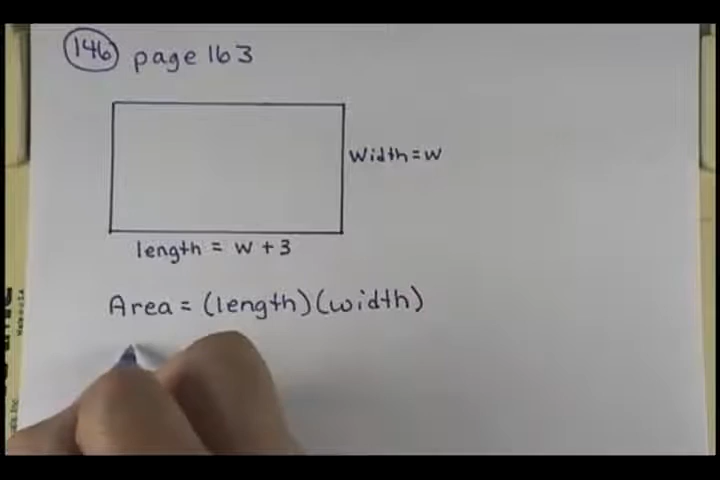 146 page 163
width = w
length = w + 3
Area = (length)(width)